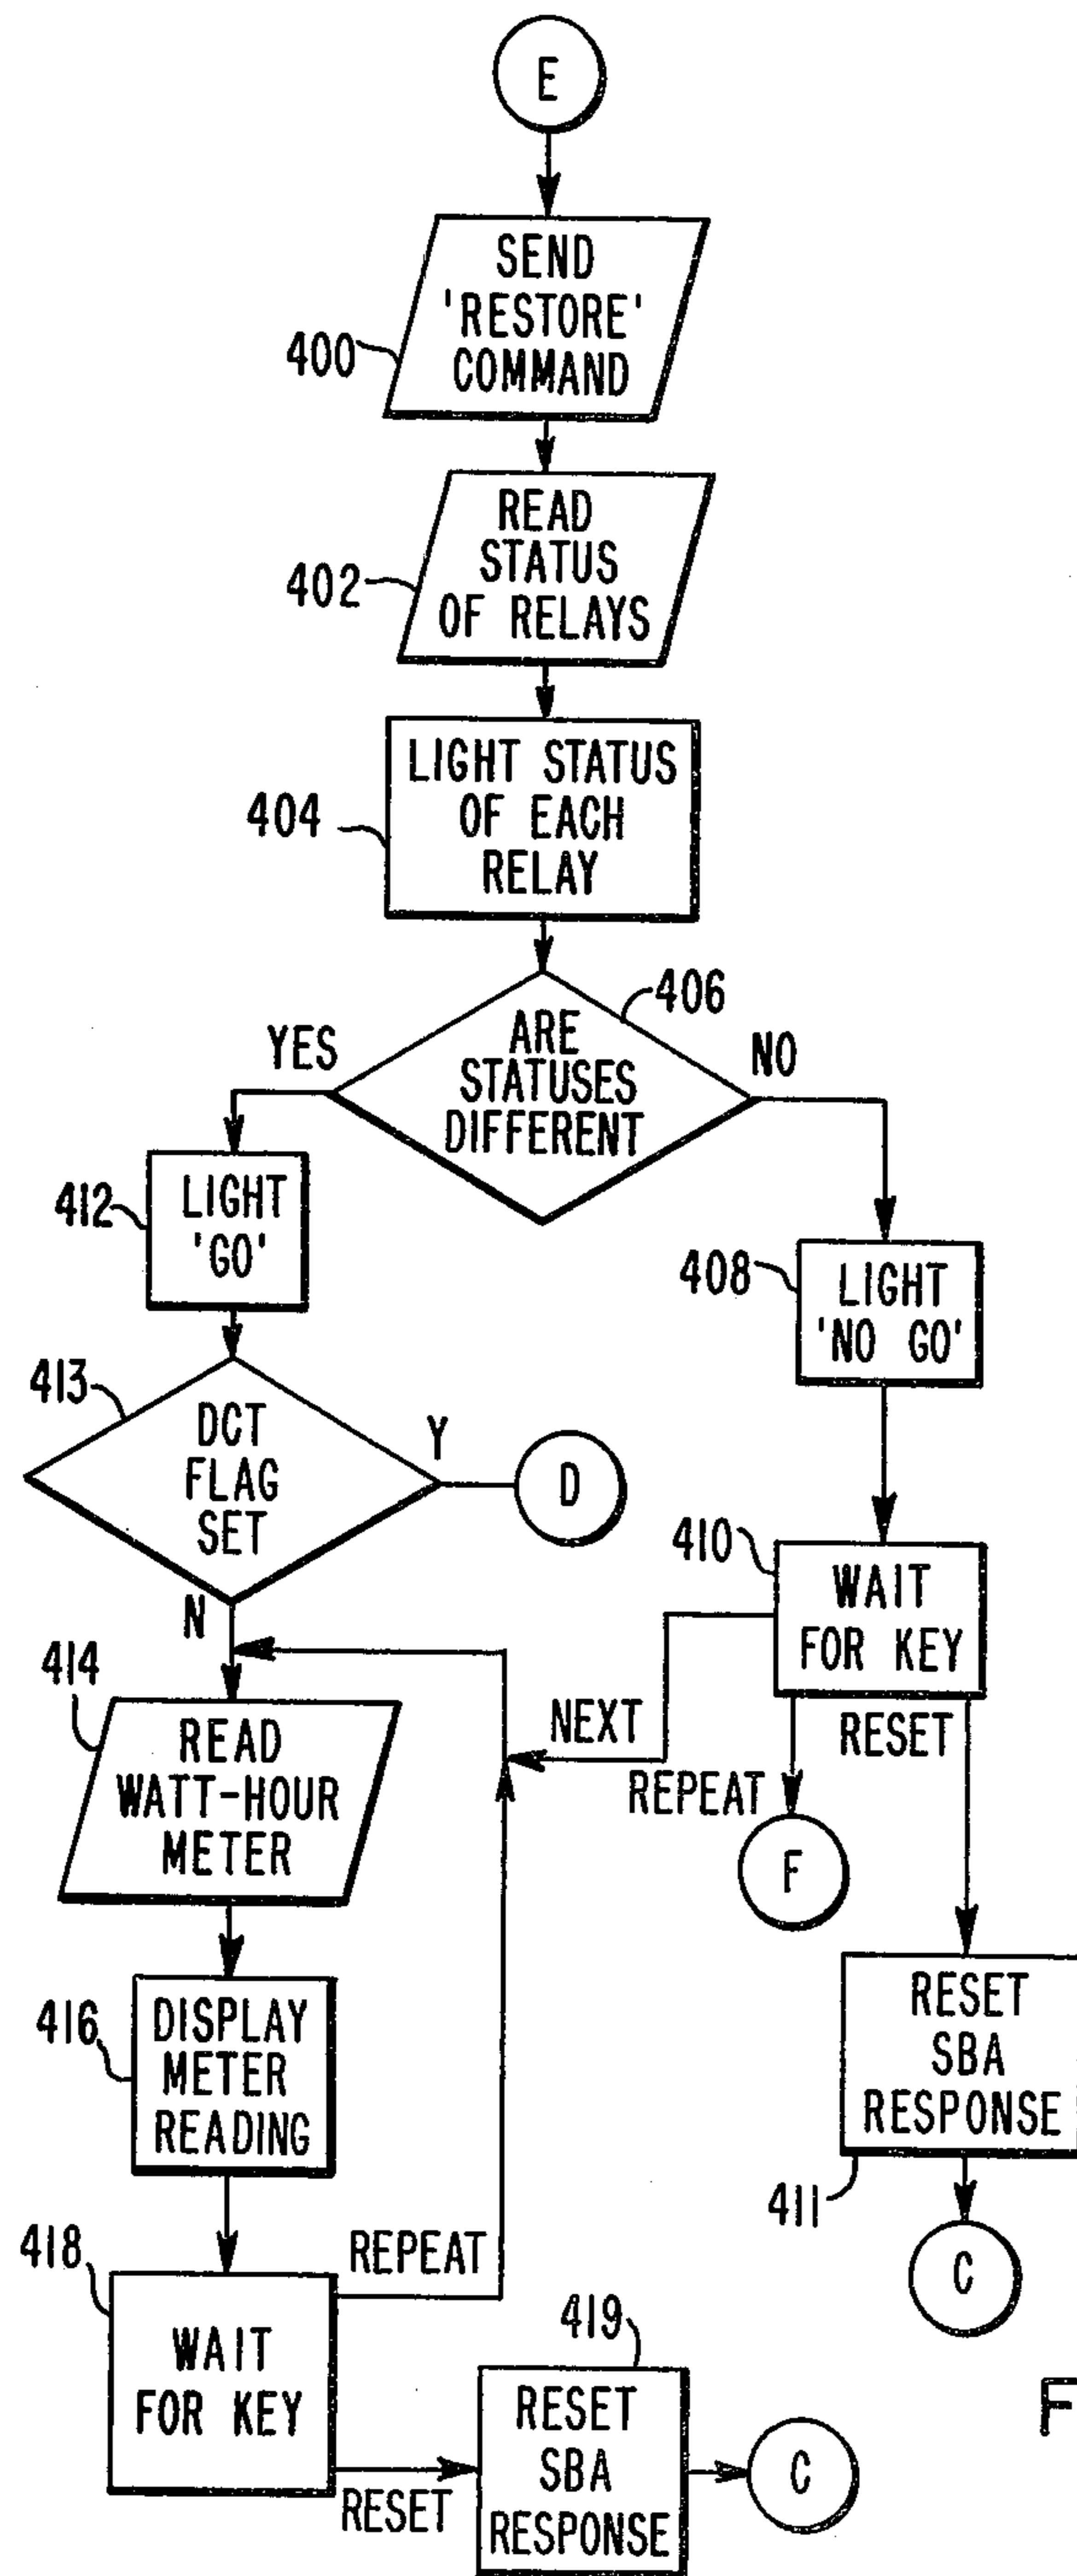 E
SEND
'RESTORE'
COMMAND
400
READ
STATUS
OF RELAYS
402
LIGHT STATUS
OF EACH
RELAY
404
406
ARE
STATUSES
DIFFERENT
YES
NO
412
LIGHT
'GO'
408
LIGHT
'NO GO'
413
DCT
FLAG
SET
Y
D
N
410
WAIT
FOR KEY
NEXT
REPEAT
RESET
F
414
READ
WATT-HOUR
METER
RESET
SBA
RESPONSE
411
C
416
DISPLAY
METER
READING
418
WAIT
FOR KEY
REPEAT
RESET
419
RESET
SBA
RESPONSE
C
F